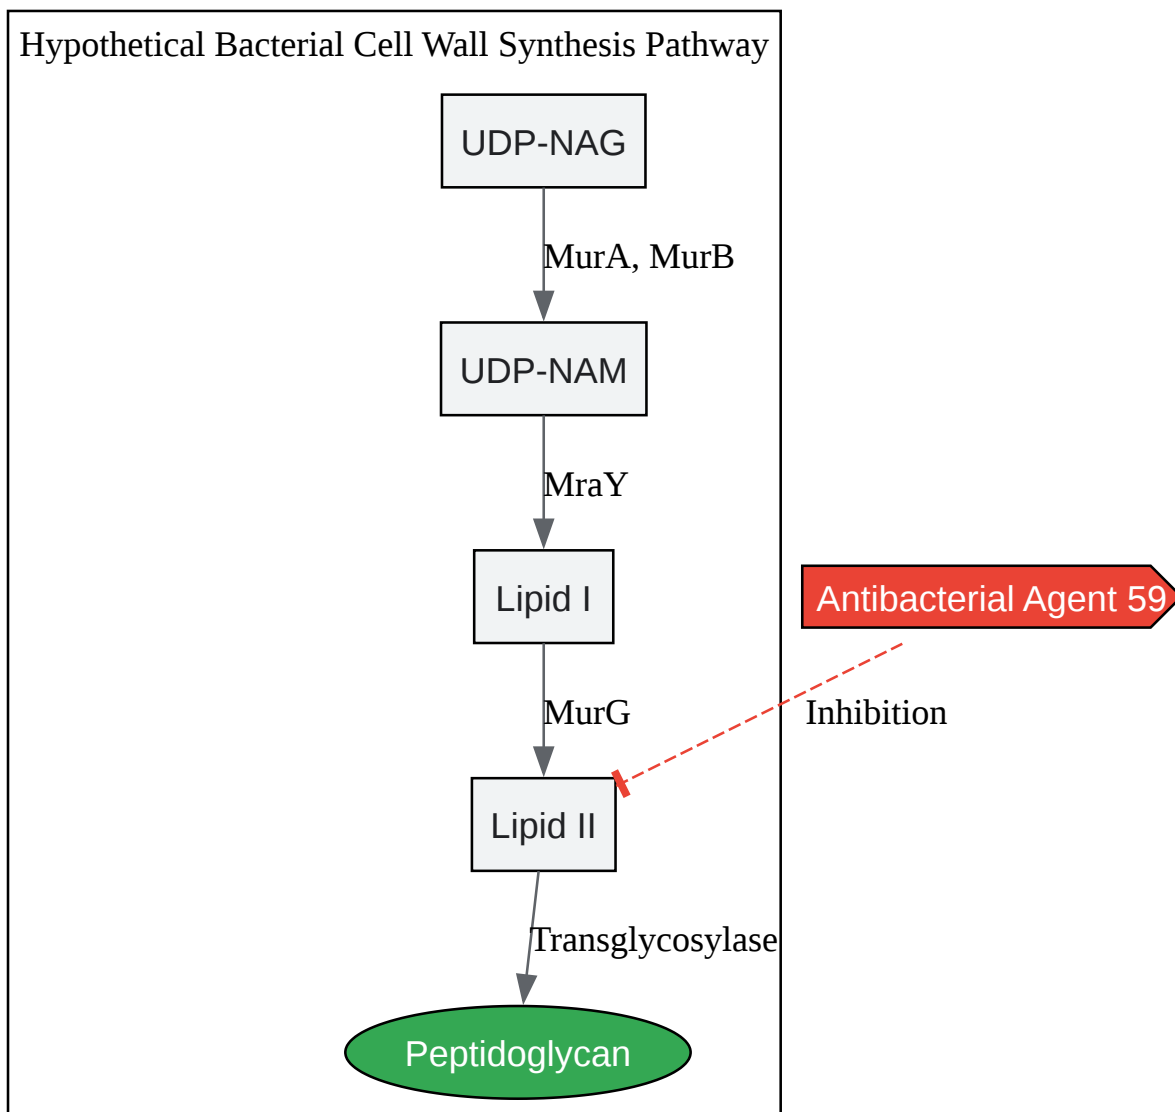 Hypothetical Bacterial Cell Wall Synthesis Pathway
UDP-NAG
MurA, MurB
UDP-NAM
MraY
Lipid I
Antibacterial Agent 59
MurG
Inhibition
Lipid II
Transglycosylase
Peptidoglycan